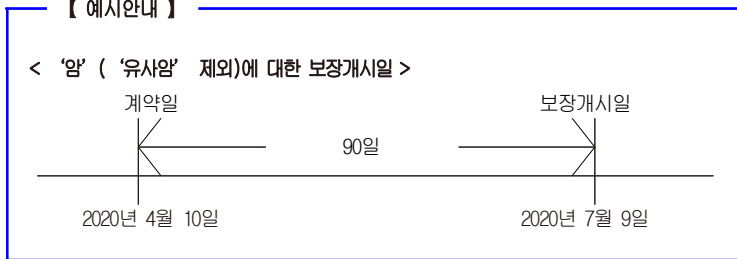 【 예시안내 】
< ‘암’ ( ‘유사암’ 제외)에 대한 보장개시일 >
계약일 보장개시일
90일
2020년 4월 10일 2020년 7월 9일